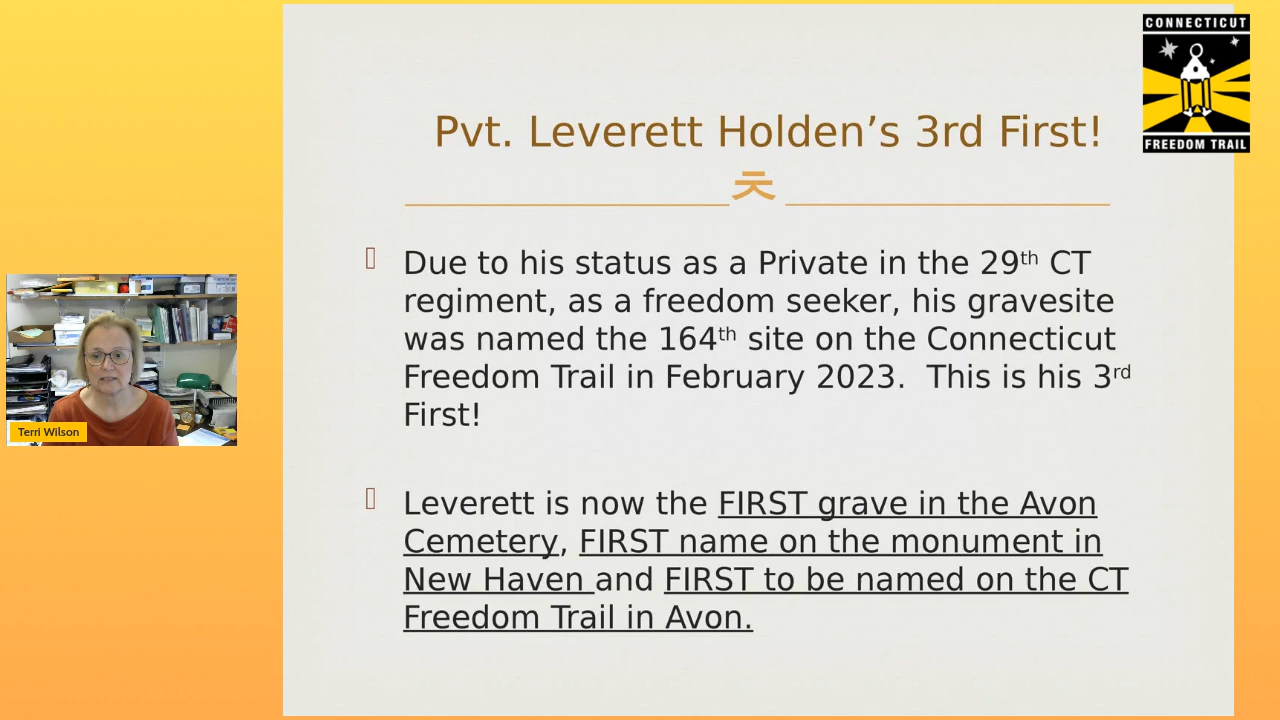 CONNECTICUT
FREEDOM TRAIL
Pvt. Leverett Holden’s 3rd First!
Due to his status as a Private in the 29th CT
regiment, as a freedom seeker, his gravesite
was named the 164th site on the Connecticut
Freedom Trail in February 2023.  This is his 3rd
First!
Leverett is now the FIRST grave in the Avon
Cemetery, FIRST name on the monument in
New Haven and FIRST to be named on the CT
Freedom Trail in Avon.
Terri Wilson